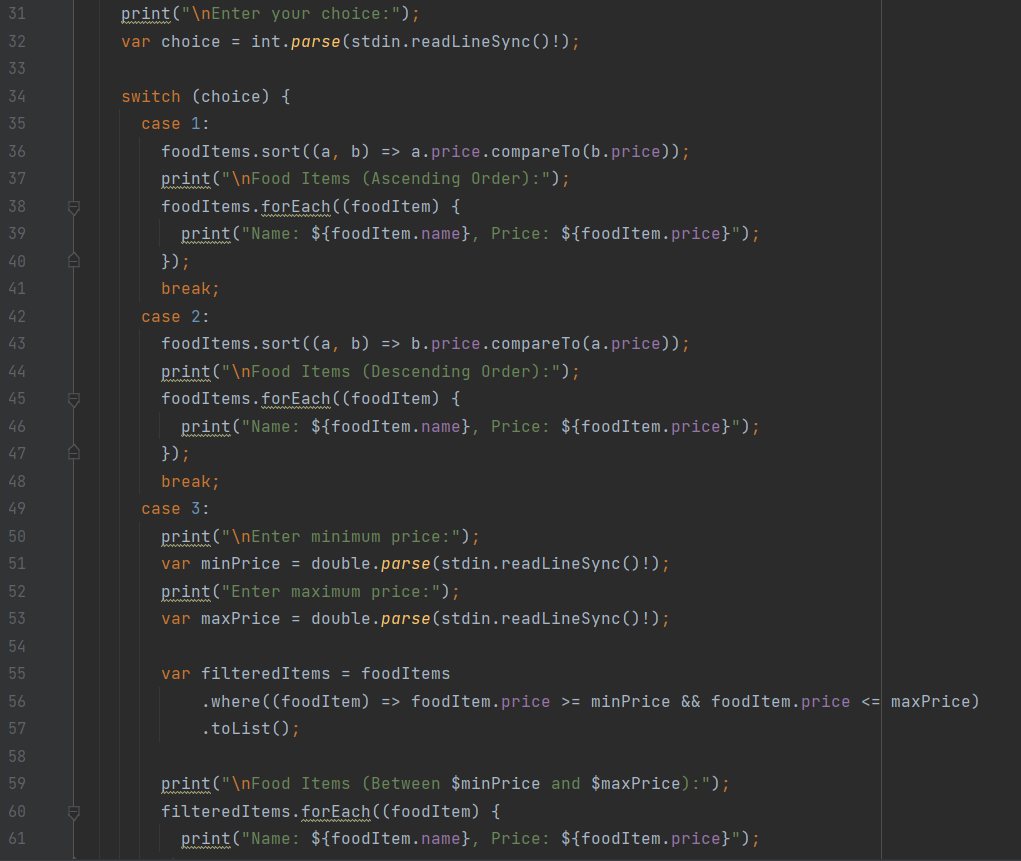 31 print("\nEnter your choice:");
32 var choice = int.parse(stdin.readLineSync()!);
33
34 switch (choice) {
35 case 1:
36 foodItems.sort((a, b) => a.price.compareTo(b.price));
37 print("\nFood Items (Ascending Order):");
38 foodItems.forEach((foodItem) {
39 print("Name: ${foodItem.name}, Price: ${foodItem.price}");
40 });
41 break;
42 case 2:
43 foodItems.sort((a, b) => b.price.compareTo(a.price));
44 print("\nFood Items (Descending Order):");
45 foodItems.forEach((foodItem) {
46 print("Name: ${foodItem.name}, Price: ${foodItem.price}");
47 });
48 break;
49 case 3:
50 print("\nEnter minimum price:");
51 var minPrice = double.parse(stdin.readLineSync()!);
52 print("Enter maximum price:");
53 var maxPrice = double.parse(stdin.readLineSync()!);
54
55 var filteredItems = foodItems
56 .where((foodItem) => foodItem.price >= minPrice && foodItem.price <= maxPrice)
57 .toList();
58
59 print("\nFood Items (Between $minPrice and $maxPrice):");
60 filteredItems.forEach((foodItem) {
61 print("Name: ${foodItem.name}, Price: ${foodItem.price}");